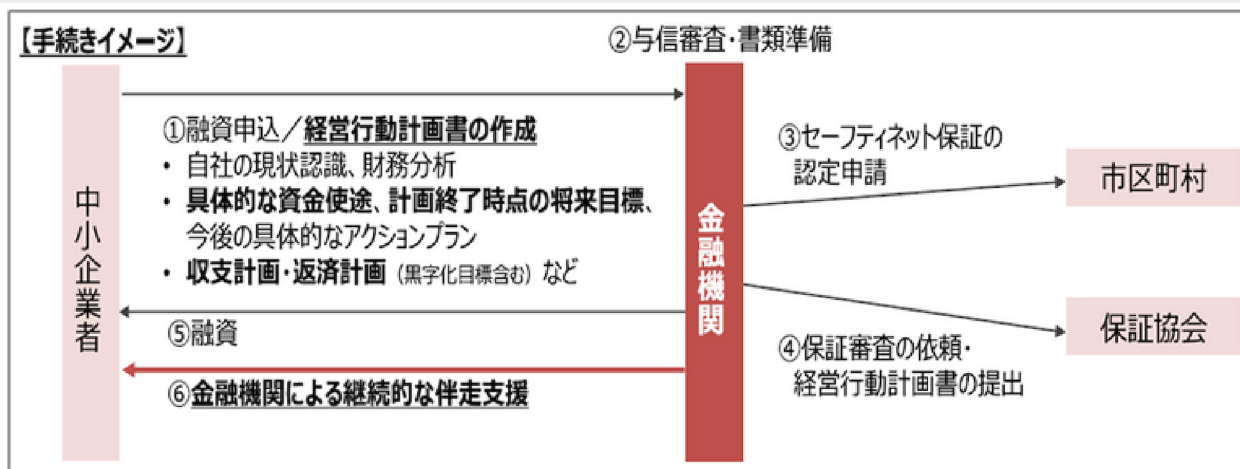 【手続きイメージ】
②与信審査・書類準備
中小企業者
①融資申込／経営行動計画書の作成
・ 自社の現状認識、財務分析
・ 具体的な資金使途、計画終了時点の将来目標、
今後の具体的なアクションプラン
・ 収支計画・返済計画（黒字化目標含む）など
⑤融資
⑥金融機関による継続的な伴走支援
金融機関
③セーフティネット保証の
認定申請
市区町村
保証協会
④保証審査の依頼・
経営行動計画書の提出